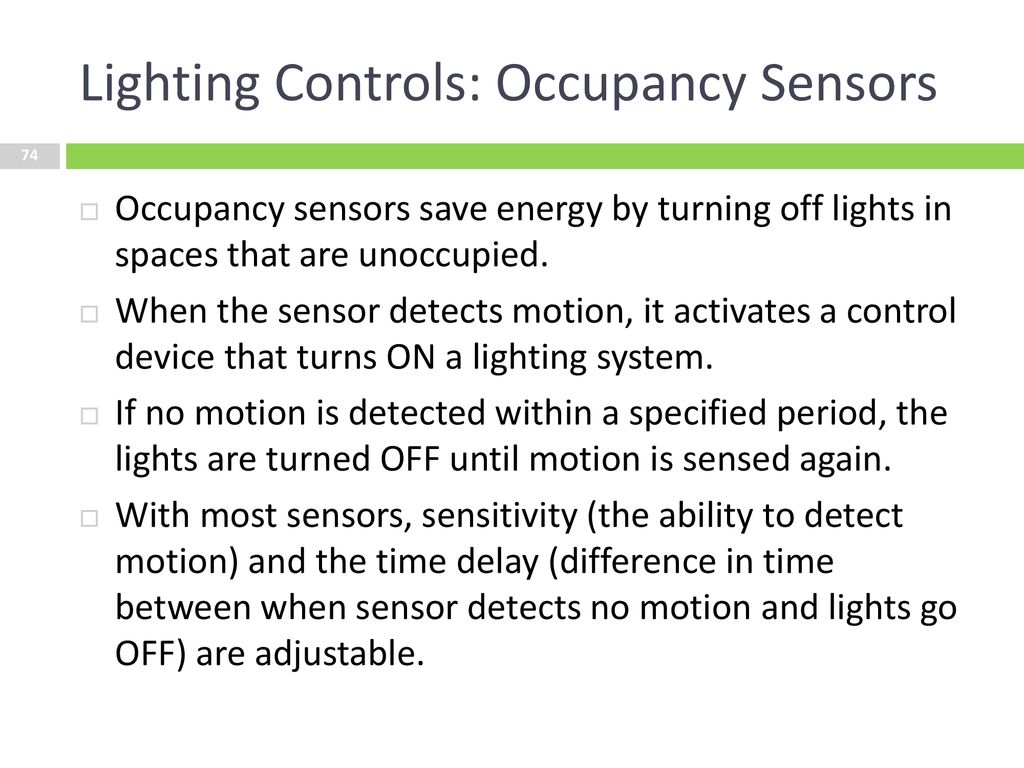 Lighting Controls: Occupancy Sensors
74
Occupancy sensors save energy by turning off lights in
spaces that are unoccupied.
When the sensor detects motion, it activates a control
device that turns ON a lighting system.
If no motion is detected within a specified period, the
lights are turned OFF until motion is sensed again.
With most sensors, sensitivity (the ability to detect
motion) and the time delay (difference in time
between when sensor detects no motion and lights go
OFF) are adjustable.